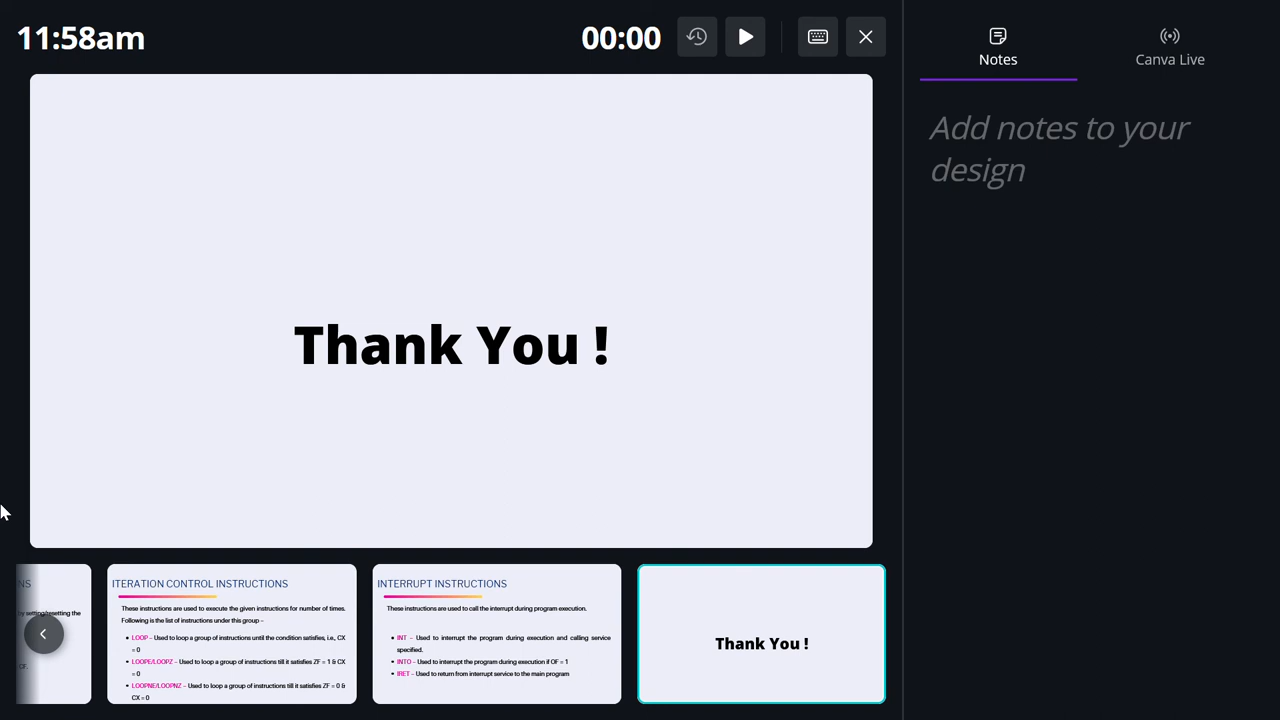 11:58am
00:00
Notes
Canva Live
Add notes to your
design
Thank You !
NS
by setting/resetting the
or.
ITERATION CONTROL INSTRUCTIONS
These instructions are used to execute the given instructions for number of times.
Following is the list of instructions under this group –
• LOOP – Used to loop a group of instructions until the condition satisfies, i.e., CX
= 0
• LOOPE/LOOPZ – Used to loop a group of instructions till it satisfies ZF = 1 & CX
= 0
• LOOPNE/LOOPNZ – Used to loop a group of instructions till it satisfies ZF = 0 &
CX = 0
INTERRUPT INSTRUCTIONS
These instructions are used to call the interrupt during program execution.
• INT – Used to interrupt the program during execution and calling service
specified.
• INTO – Used to interrupt the program during execution if OF = 1
• IRET – Used to return from interrupt service to the main program
Thank You !